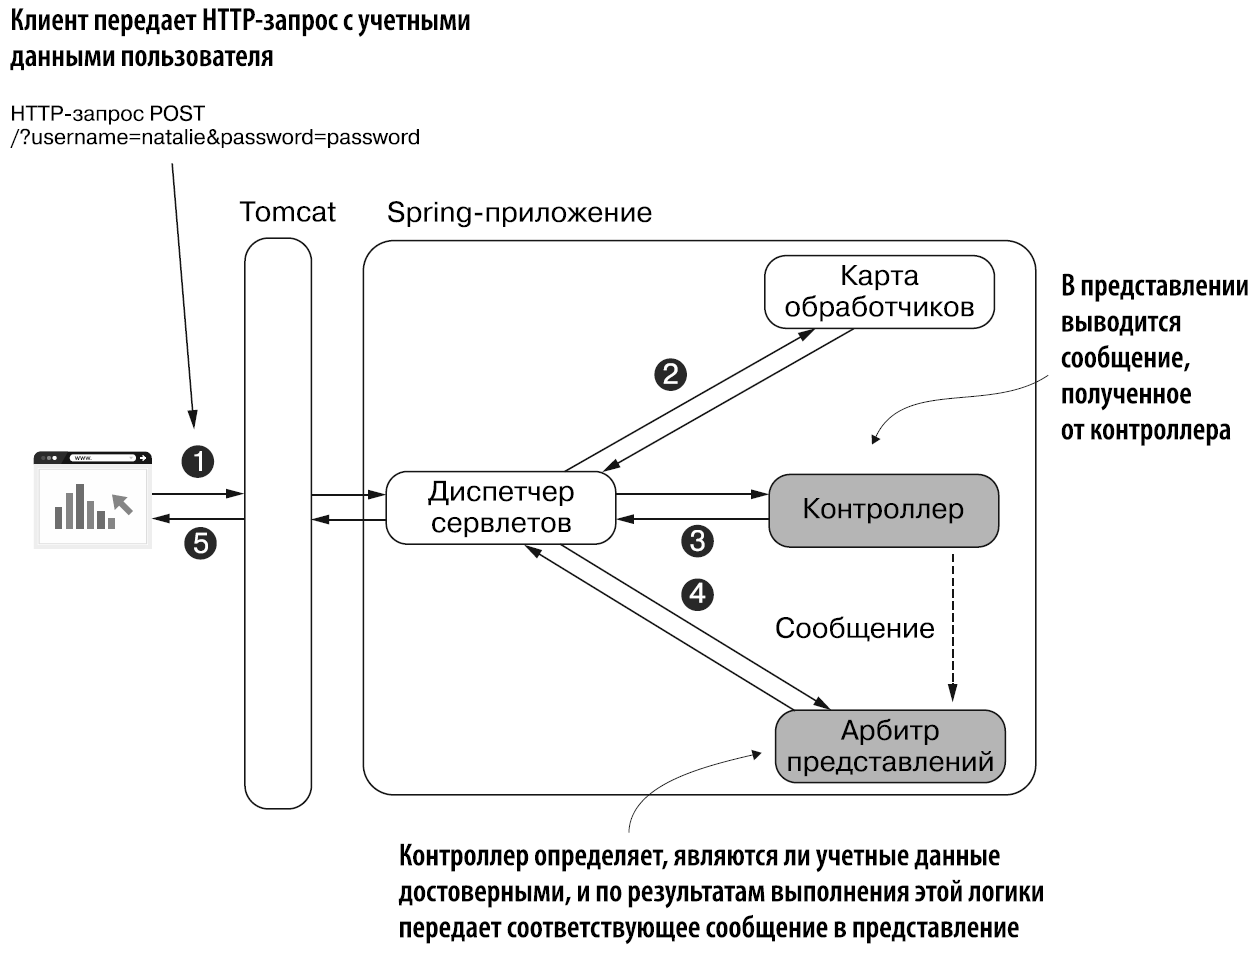 Клиент передает HTTP-запрос с учетными
данными пользователя
HTTP-запрос POST
/?username=natalie&password=password
Tomcat
Spring-приложение
Карта
обработчиков
В представлении
выводится
сообщение,
полученное
от контроллера
2
1
www.
Диспетчер
сервлетов
Контроллер
5
3
4
Сообщение
Арбитр
представлений
Контроллер определяет, являются ли учетные данные
достоверными, и по результатам выполнения этой логики
передает соответствующее сообщение в представление